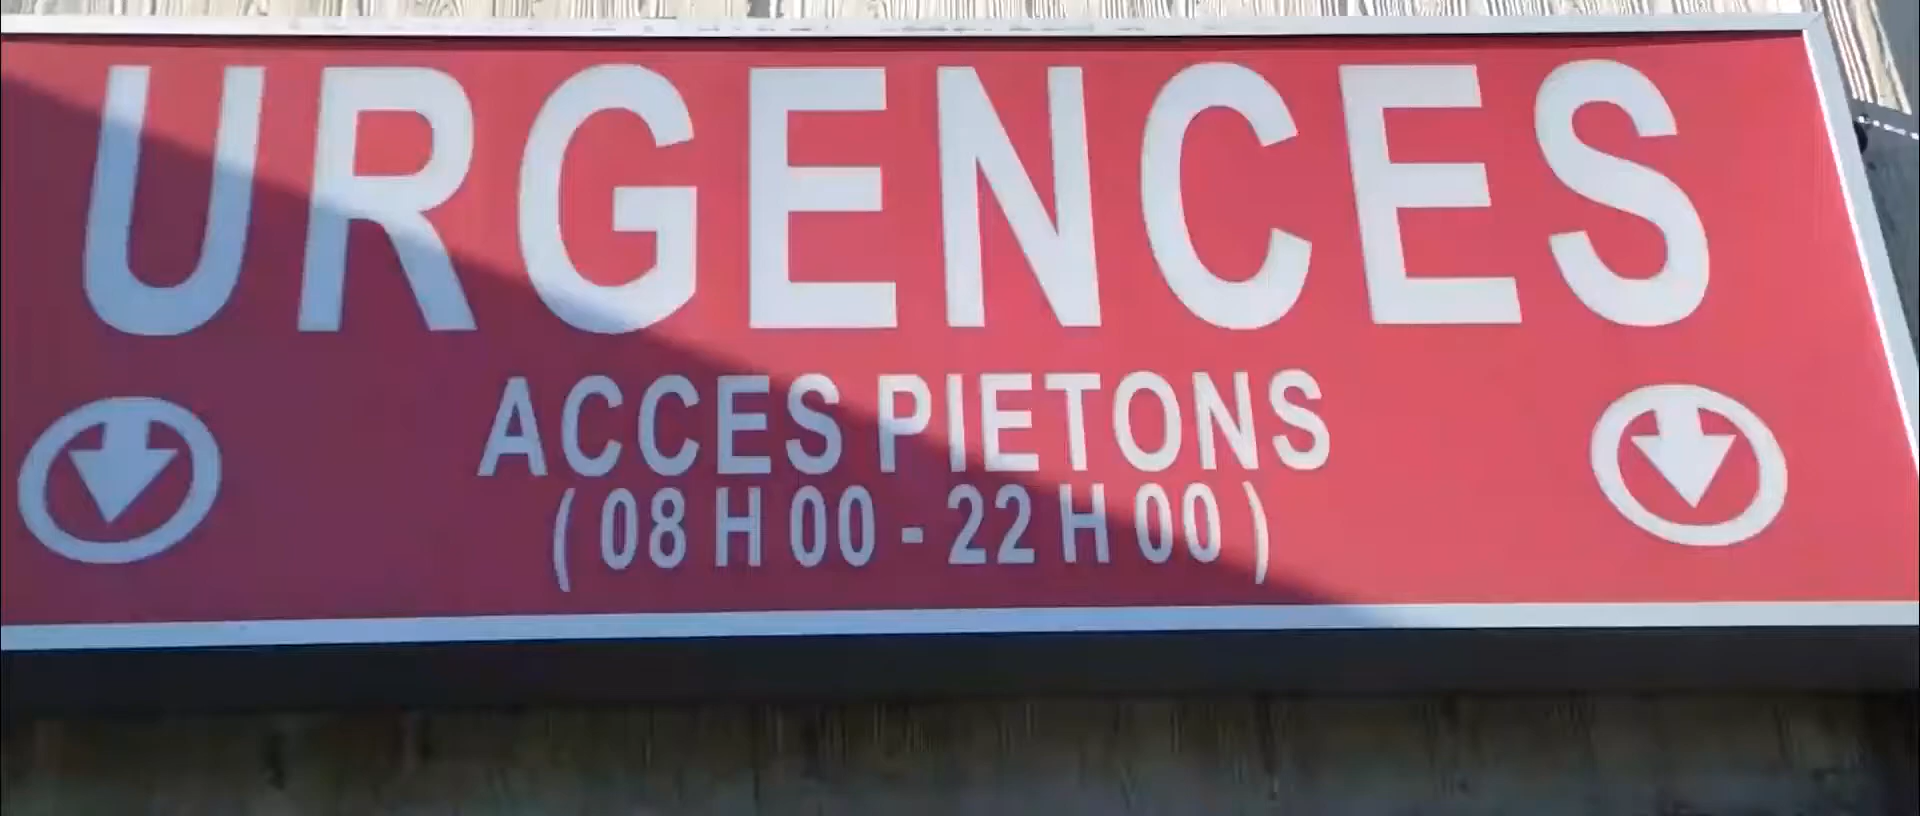 URGENCES
ACCES PIETONS
( 08 H 00 - 22 H 00 )